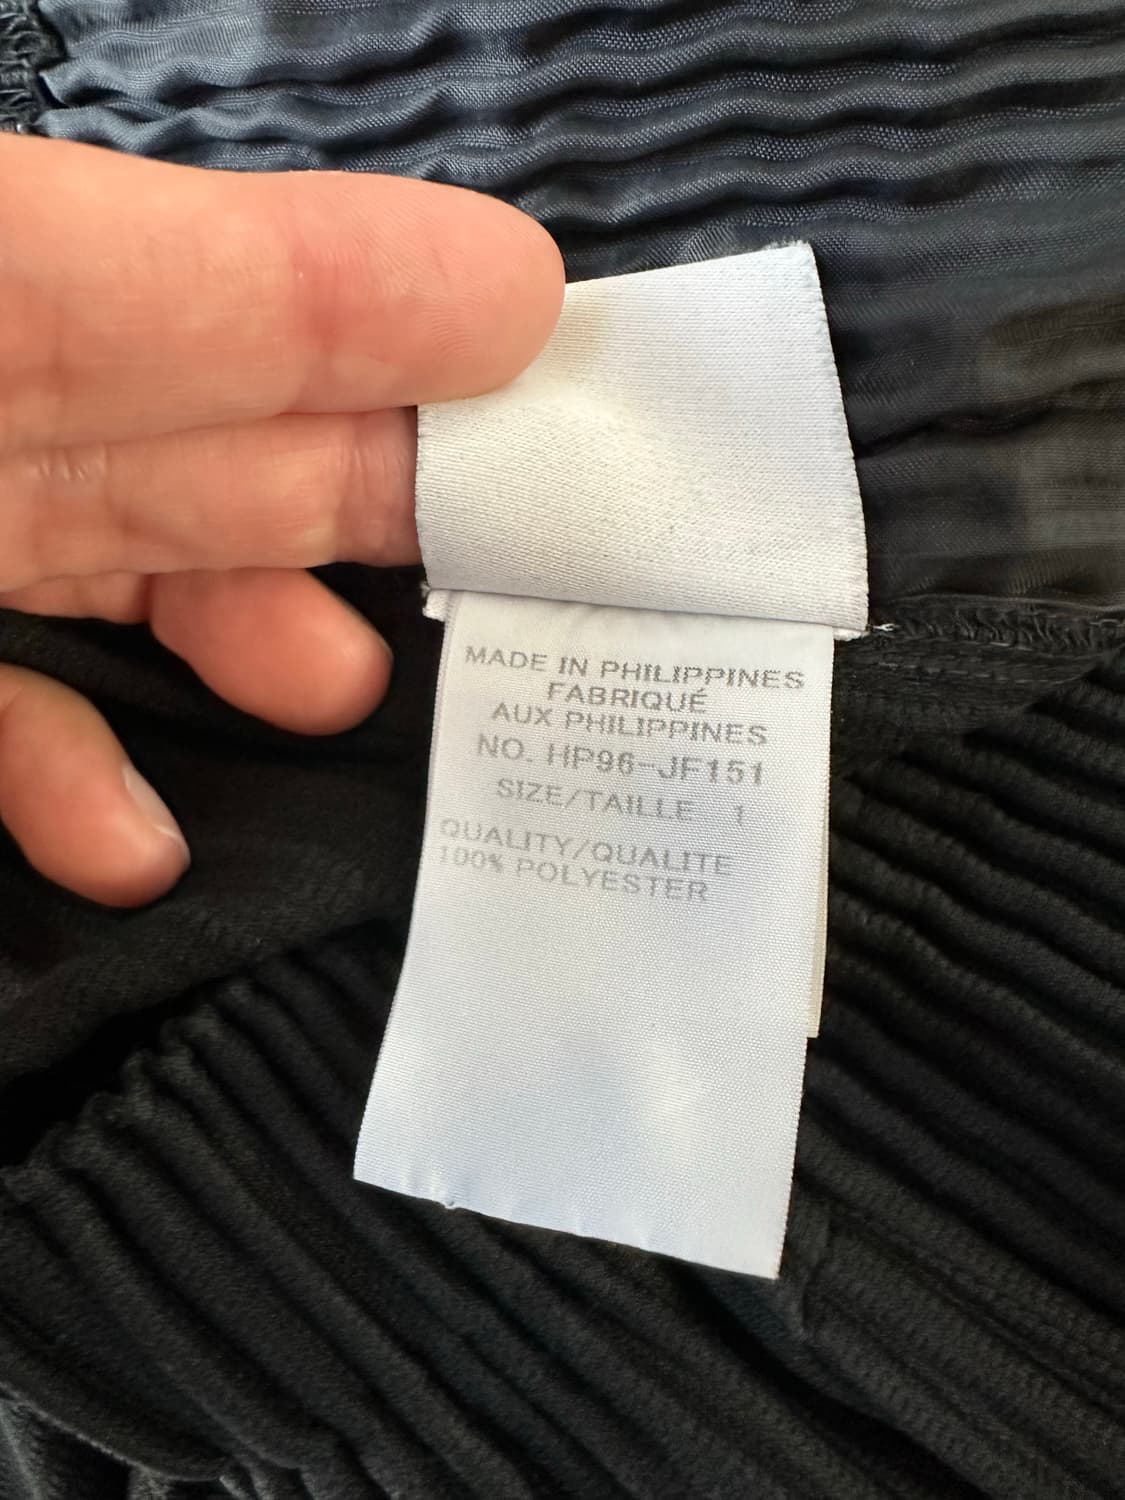 MADE IN PHILIPPINES
FABRIQUÉ
AUX PHILIPPINES
NO. HP96-JF151
SIZE/TAILLE 1
QUALITY/QUALITE
100% POLYESTER